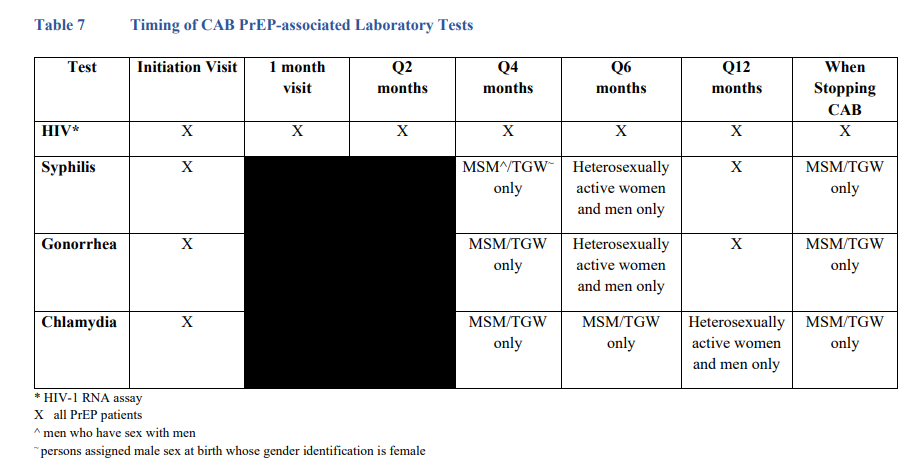 Table 7 Timing of CAB PrEP-associated Laboratory Tests
Test Initiation Visit 1 month visit Q2 months Q4 months Q6 months Q12 months When Stopping CAB
HIV* X X X X X X X
Syphilis X MSM^/TGW~ only Heterosexually active women and men only X MSM/TGW only
Gonorrhea X MSM/TGW only Heterosexually active women and men only X MSM/TGW only
Chlamydia X MSM/TGW only MSM/TGW only Heterosexually active women and men only MSM/TGW only
* HIV-1 RNA assay
X all PrEP patients
^ men who have sex with men
~ persons assigned male sex at birth whose gender identification is female